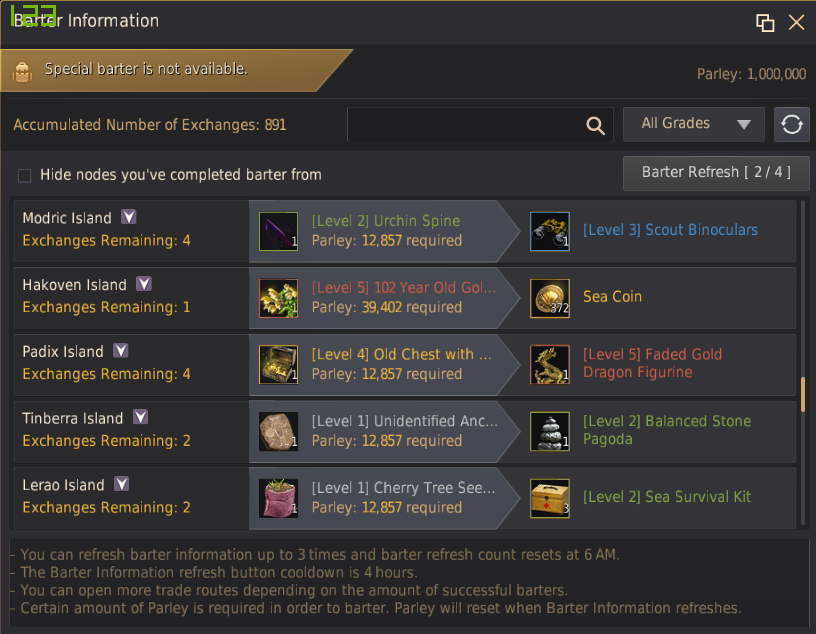 123
Barter Information
Special barter is not available.
Parley: 1,000,000
Accumulated Number of Exchanges: 891
All Grades
Hide nodes you've completed barter from
Barter Refresh [ 2 / 4 ]
Modric Island
Exchanges Remaining: 4
1
[Level 2] Urchin Spine
Parley: 12,857 required
1
[Level 3] Scout Binoculars
Hakoven Island
Exchanges Remaining: 1
1
[Level 5] 102 Year Old Gol...
Parley: 39,402 required
372
Sea Coin
Padix Island
Exchanges Remaining: 4
1
[Level 4] Old Chest with ...
Parley: 12,857 required
1
[Level 5] Faded Gold
Dragon Figurine
Tinberra Island
Exchanges Remaining: 2
1
[Level 1] Unidentified Anc...
Parley: 12,857 required
1
[Level 2] Balanced Stone
Pagoda
Lerao Island
Exchanges Remaining: 2
1
[Level 1] Cherry Tree See...
Parley: 12,857 required
3
[Level 2] Sea Survival Kit
- You can refresh barter information up to 3 times and barter refresh count resets at 6 AM.
- The Barter Information refresh button cooldown is 4 hours.
- You can open more trade routes depending on the amount of successful barters.
- Certain amount of Parley is required in order to barter. Parley will reset when Barter Information refreshes.